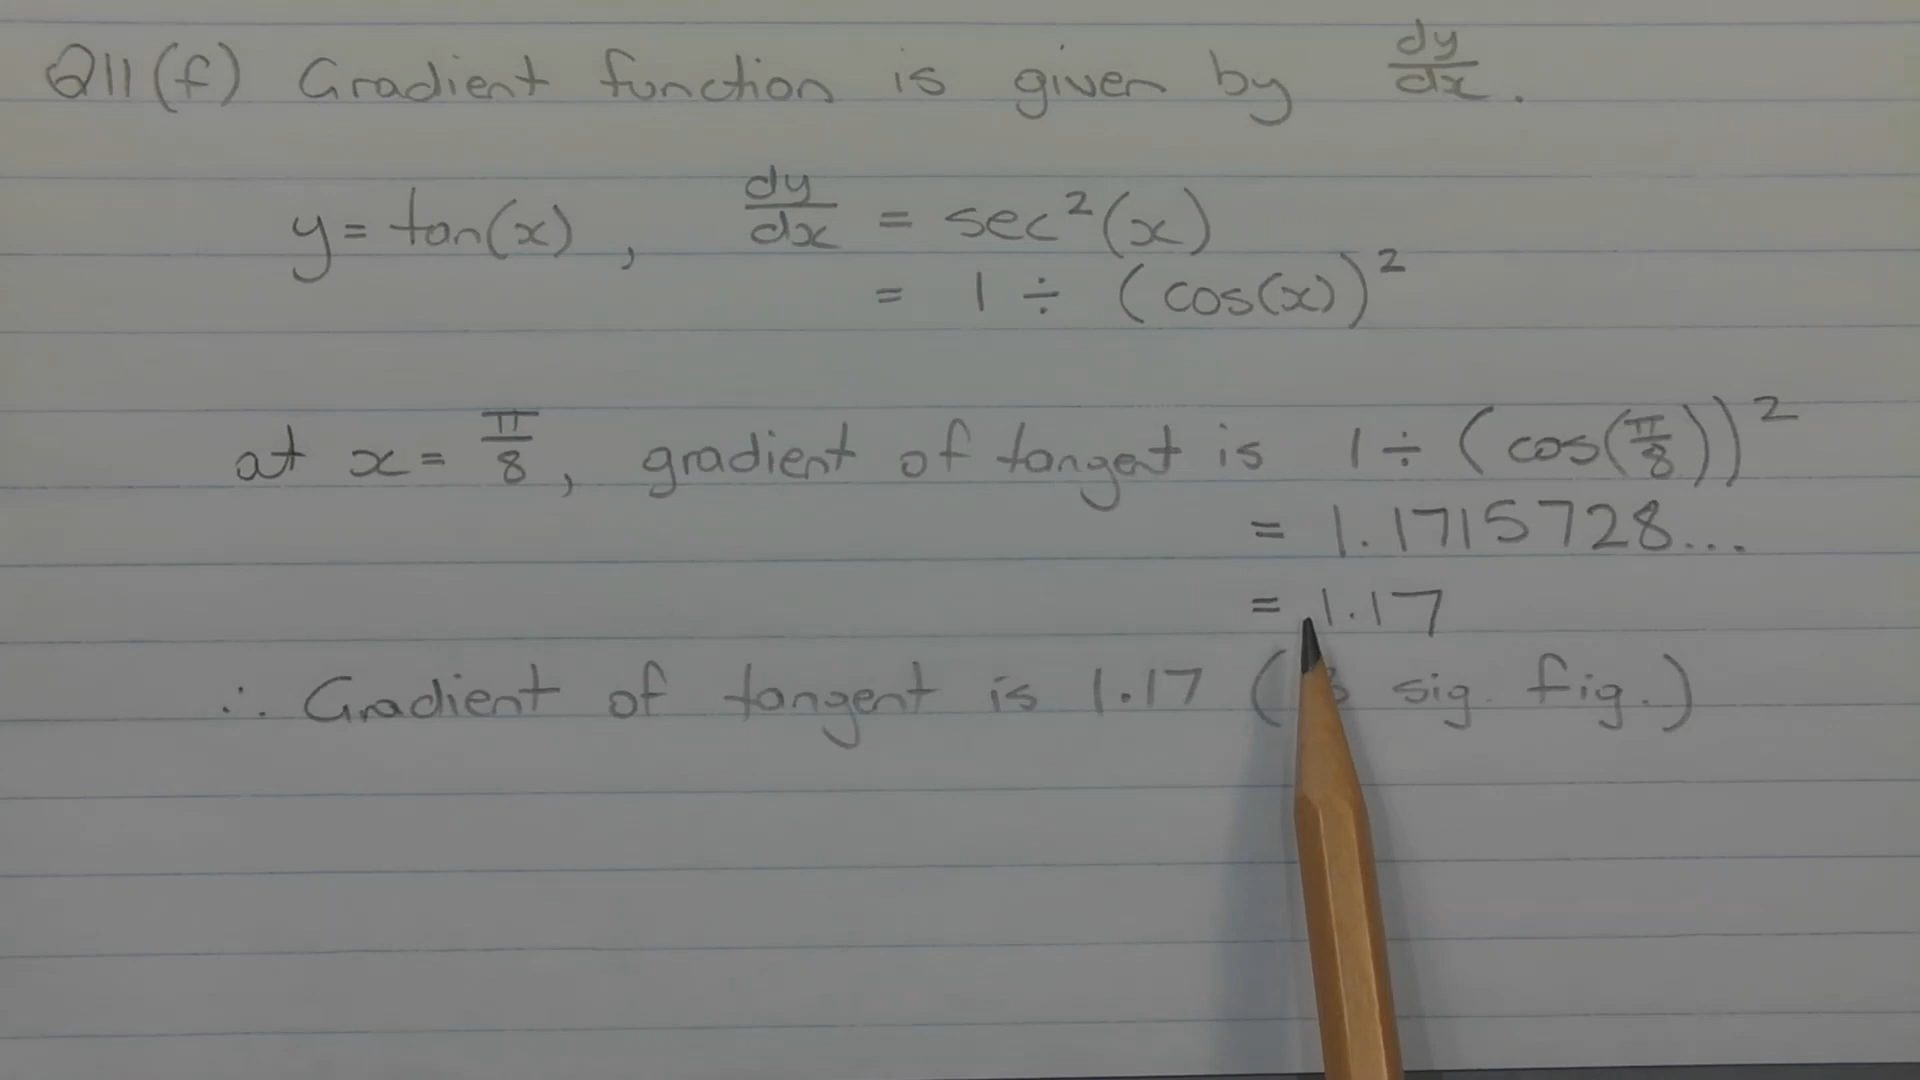 Q11(f) Gradient function is given by dy/dx.
y = tan(x), dy/dx = sec²(x)
= 1 ÷ (cos(x))²
at x = π/8, gradient of tangent is 1 ÷ (cos(π/8))²
= 1.1715728...
= 1.17
∴ Gradient of tangent is 1.17 (3 sig. fig.)